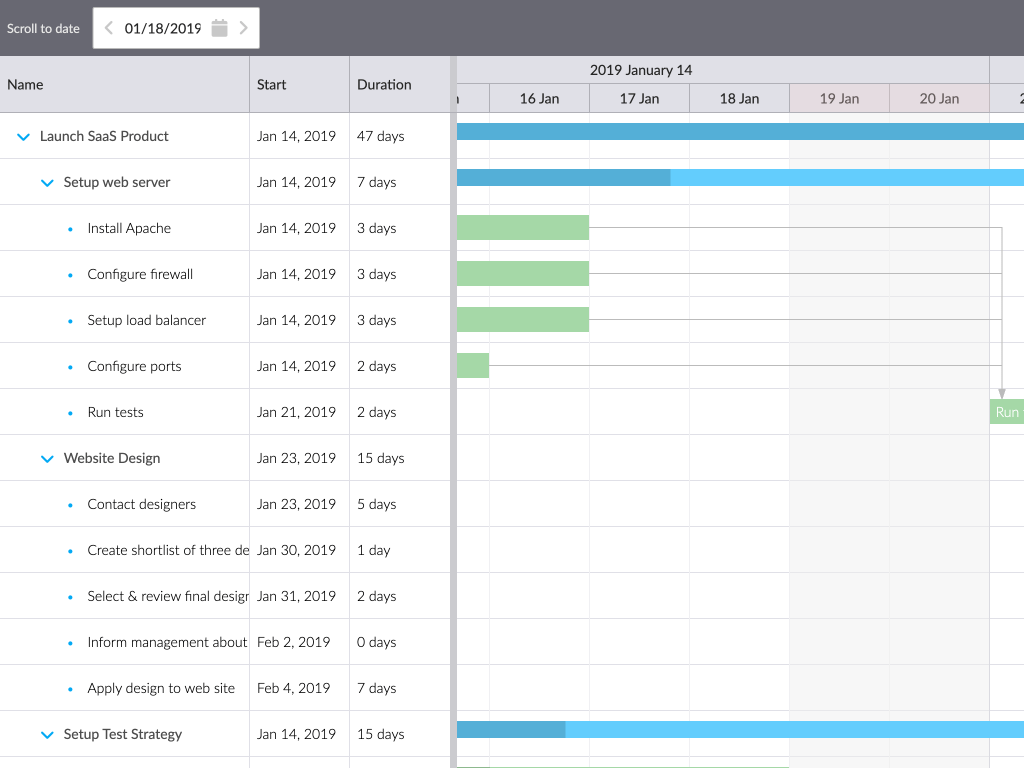 Scroll to date 01/18/2019
Name Start Duration 2019 January 14
16 Jan 17 Jan 18 Jan 19 Jan 20 Jan
Launch SaaS Product Jan 14, 2019 47 days
Setup web server Jan 14, 2019 7 days
Install Apache Jan 14, 2019 3 days
Configure firewall Jan 14, 2019 3 days
Setup load balancer Jan 14, 2019 3 days
Configure ports Jan 14, 2019 2 days
Run tests Jan 21, 2019 2 days Run
Website Design Jan 23, 2019 15 days
Contact designers Jan 23, 2019 5 days
Create shortlist of three de Jan 30, 2019 1 day
Select & review final desigr Jan 31, 2019 2 days
Inform management about Feb 2, 2019 0 days
Apply design to web site Feb 4, 2019 7 days
Setup Test Strategy Jan 14, 2019 15 days